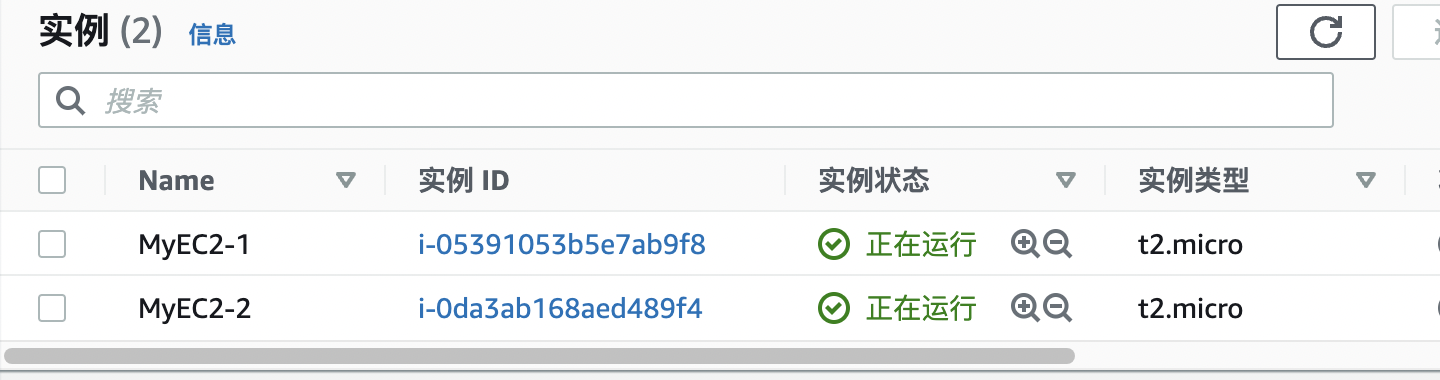 实例 (2) 信息
搜索
Name 实例 ID 实例状态 实例类型
MyEC2-1 i-05391053b5e7ab9f8 正在运行 t2.micro
MyEC2-2 i-0da3ab168aed489f4 正在运行 t2.micro